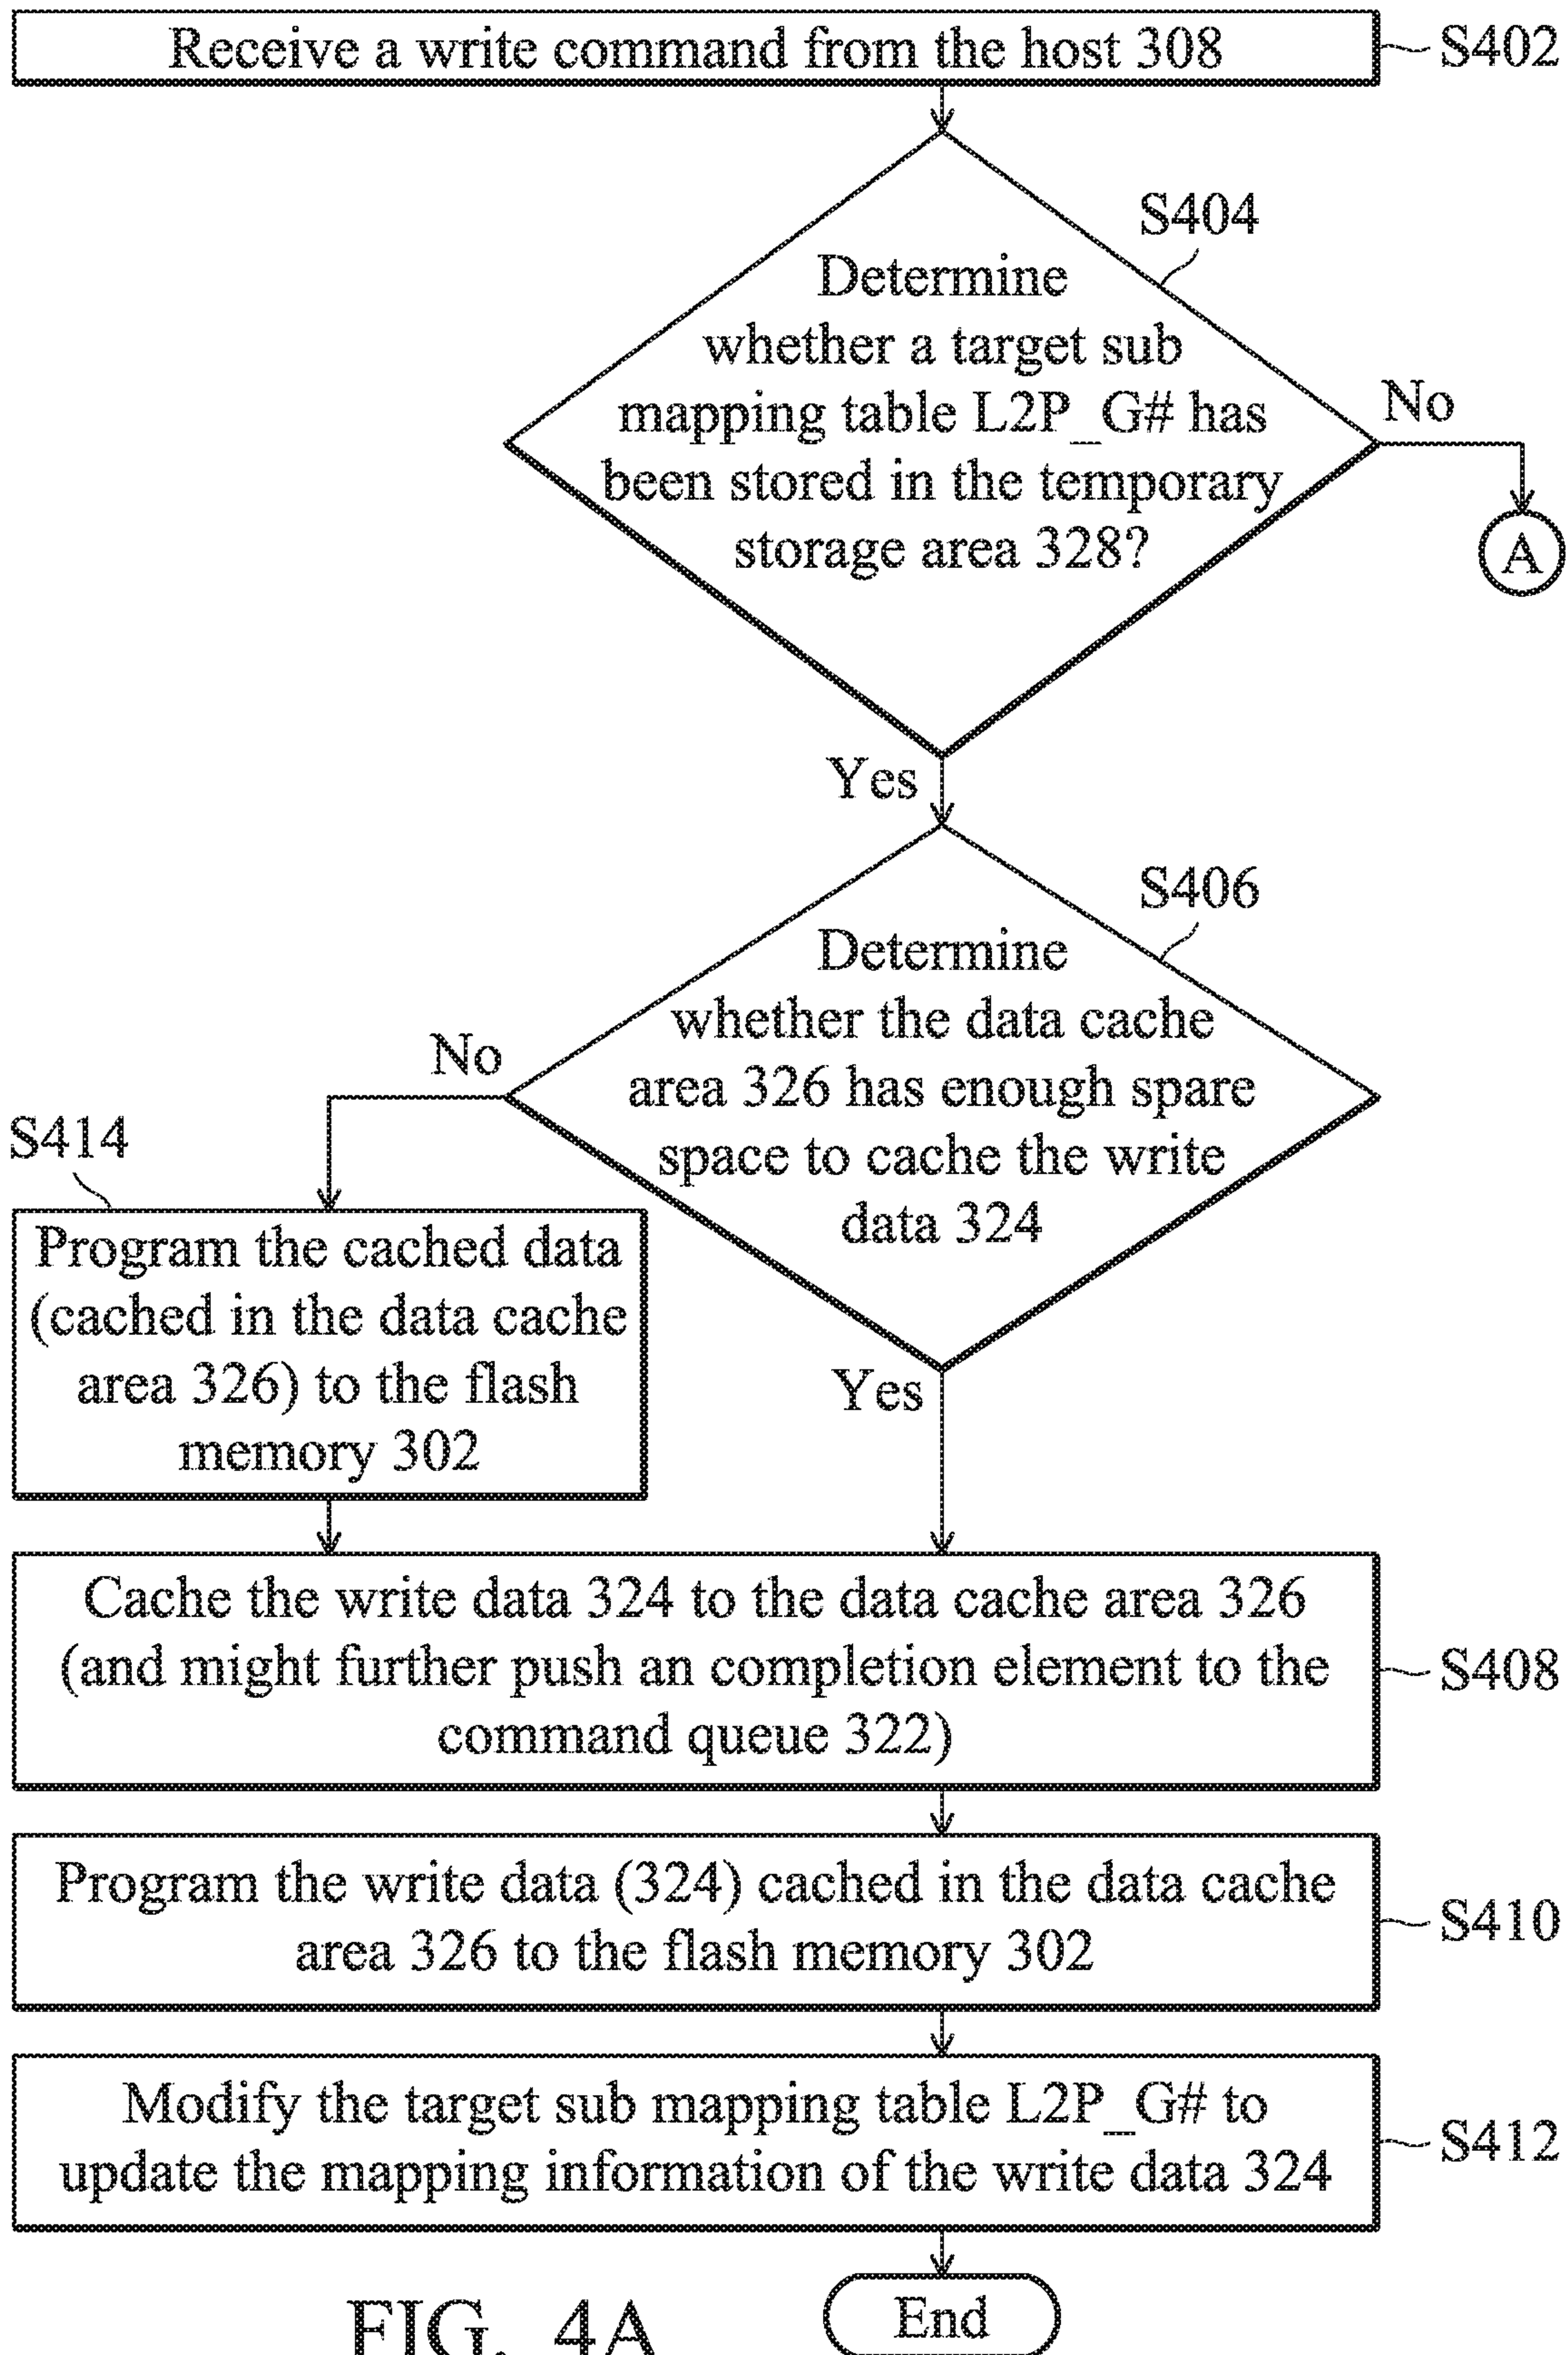 Receive a write command from the host 308
S402
S404
Determine
whether a target sub
mapping table L2P_G# has
been stored in the temporary
storage area 328?
No
A
Yes
S406
Determine
whether the data cache
area 326 has enough spare
space to cache the write
data 324
No
S414
Program the cached data
(cached in the data cache
area 326) to the flash
memory 302
Yes
Cache the write data 324 to the data cache area 326
(and might further push an completion element to the
command queue 322)
S408
Program the write data (324) cached in the data cache
area 326 to the flash memory 302
S410
Modify the target sub mapping table L2P_G# to
update the mapping information of the write data 324
S412
End
FIG. 4A